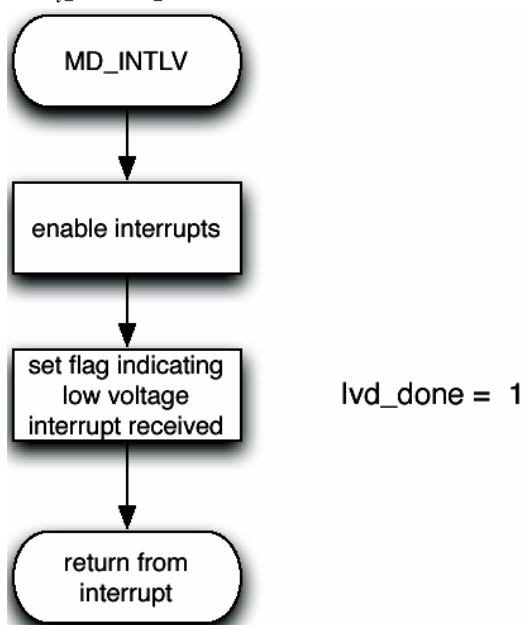 MD_INTLV
enable interrupts
set flag indicating
low voltage
interrupt received
lvd_done = 1
return from
interrupt